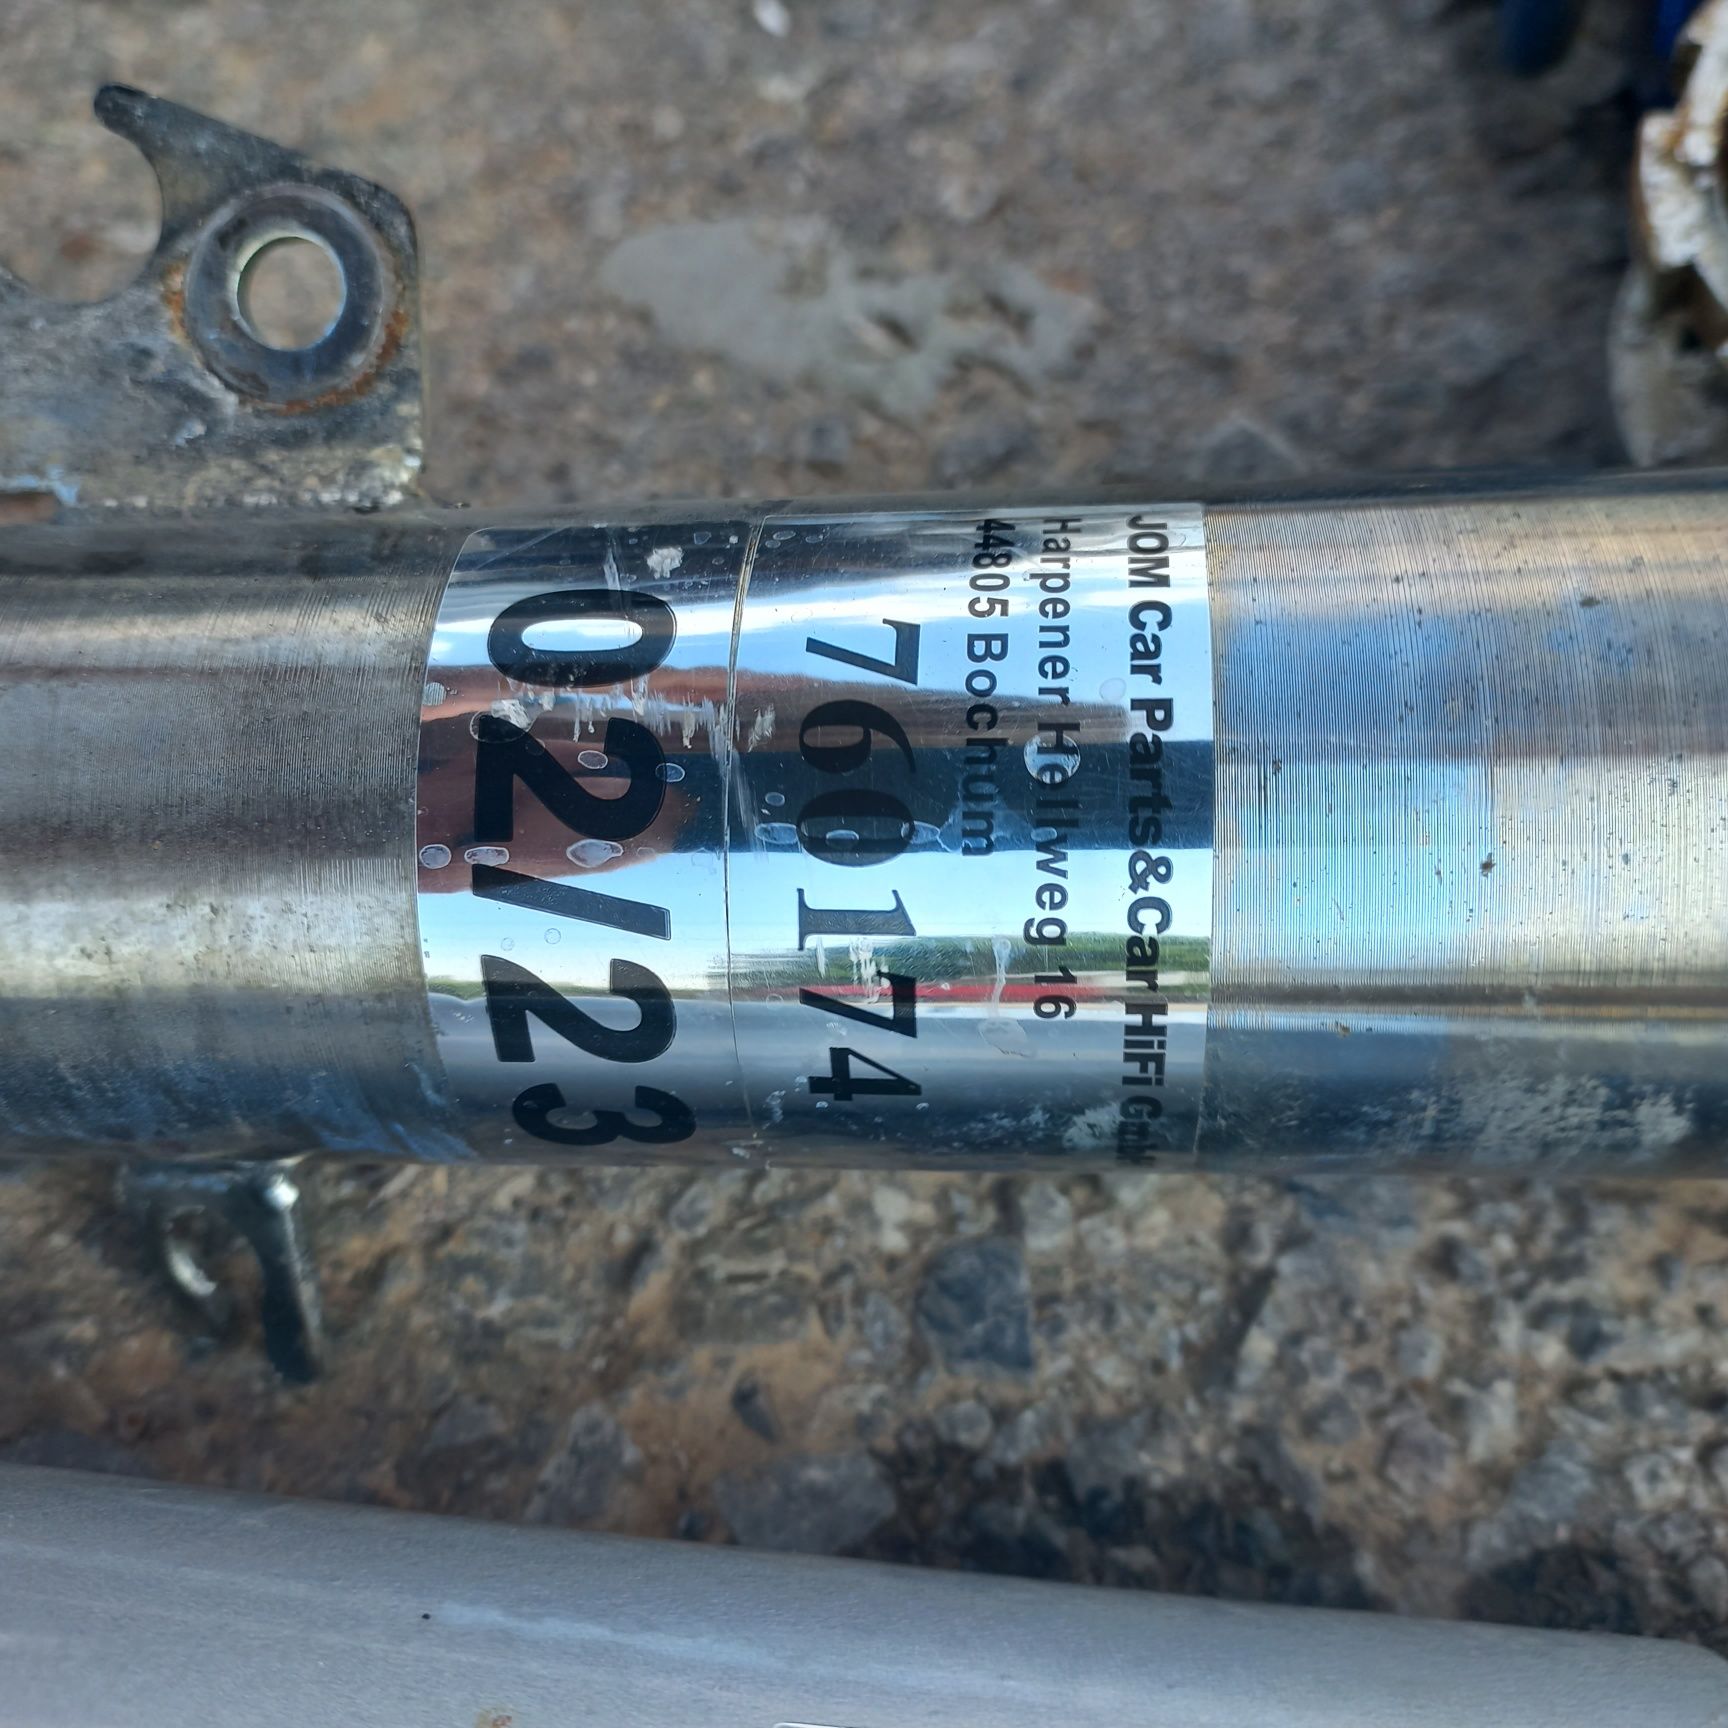 JOM Car Parts&Car HiFi GmbH
Harpener Hellweg 16
44805 Bochum
760174
02/23